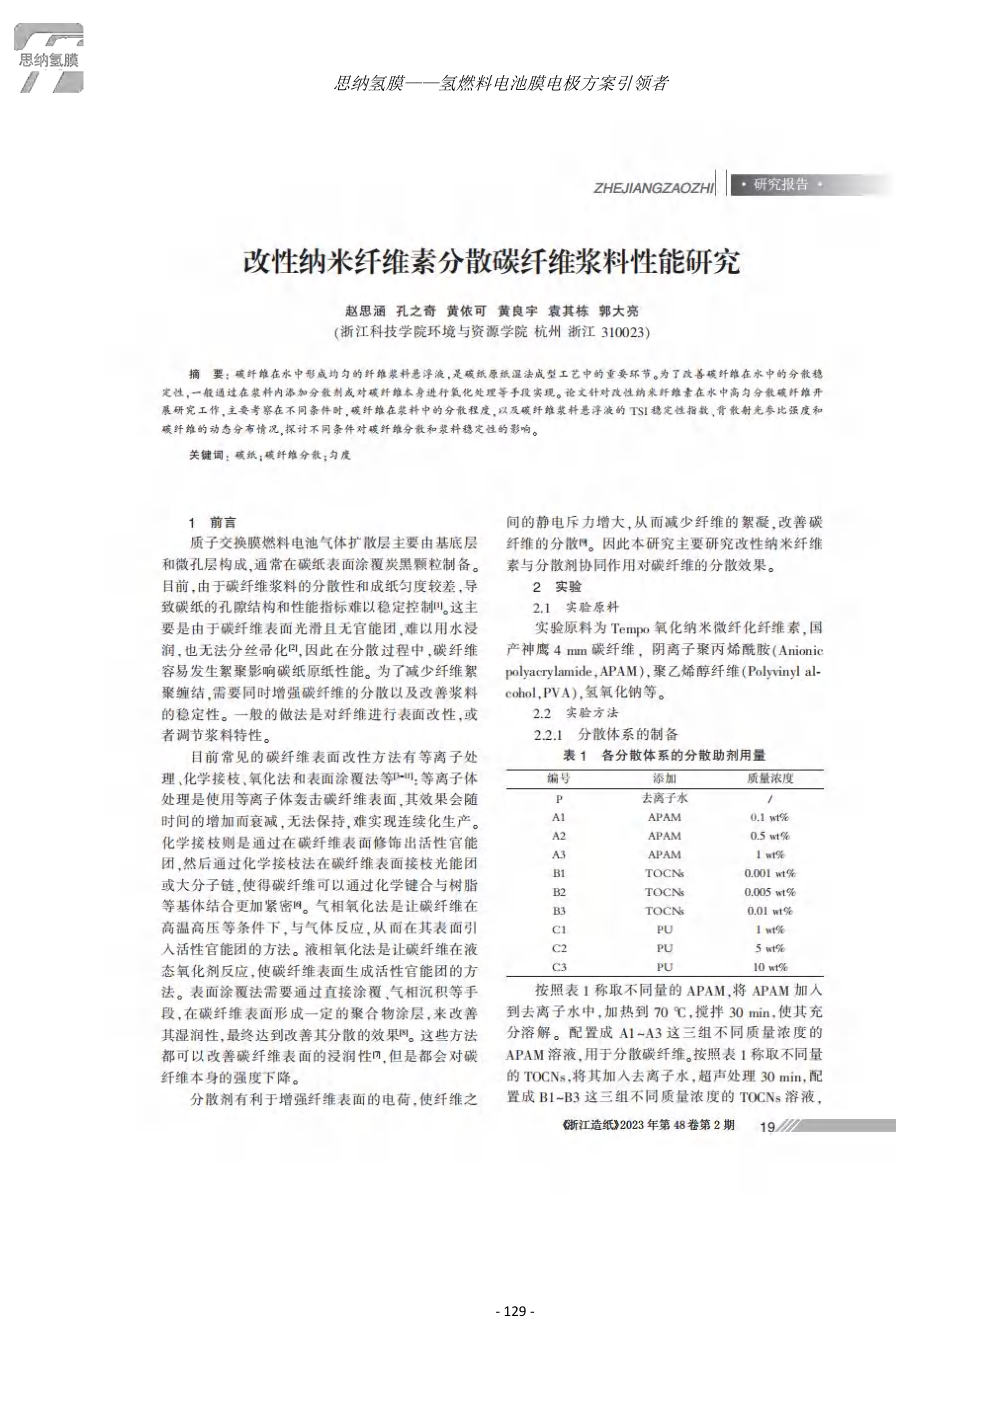 思纳氢膜
思纳氢膜——氢燃料电池膜电极方案引领者
ZHEJIANGZAOZHI
·研究报告·
改性纳米纤维素分散碳纤维浆料性能研究
赵思涵 孔之奇 黄依可 黄良宇 袁其栋 郭大亮
(浙江科技学院环境与资源学院 杭州 浙江 310023)
摘 要：碳纤维在水中形成均匀的纤维浆料悬浮液,是碳纸原纸湿法成型工艺中的重要环节。为了改善碳纤维在水中的分散稳
定性,一般通过在浆料内添加分散剂或对碳纤维本身进行氧化处理等手段实现。论文针对改性纳米纤维素在水中高匀分散碳纤维开
展研究工作,主要考察在不同条件时,碳纤维在浆料中的分散程度,以及碳纤维浆料悬浮液的 TSI 稳定性指数、背散射光参比强度和
碳纤维的动态分布情况,探讨不同条件对碳纤维分散和浆料稳定性的影响。
关键词：碳纸;碳纤维分散;匀度
1 前言
质子交换膜燃料电池气体扩散层主要由基底层
和微孔层构成,通常在碳纸表面涂覆炭黑颗粒制备。
目前,由于碳纤维浆料的分散性和成纸匀度较差,导
致碳纸的孔隙结构和性能指标难以稳定控制[1]。这主
要是由于碳纤维表面光滑且无官能团,难以用水浸
润,也无法分丝帚化[2],因此在分散过程中,碳纤维
容易发生絮聚影响碳纸原纸性能。为了减少纤维絮
聚缠结,需要同时增强碳纤维的分散以及改善浆料
的稳定性。一般的做法是对纤维进行表面改性,或
者调节浆料特性。
目前常见的碳纤维表面改性方法有等离子处
理、化学接枝、氧化法和表面涂覆法等:等离子体
处理是使用等离子体轰击碳纤维表面,其效果会随
时间的增加而衰减,无法保持,难实现连续化生产。
化学接枝则是通过在碳纤维表面修饰出活性官能
团,然后通过化学接枝法在碳纤维表面接枝光能团
或大分子链,使得碳纤维可以通过化学键合与树脂
等基体结合更加紧密。气相氧化法是让碳纤维在
高温高压等条件下,与气体反应,从而在其表面引
入活性官能团的方法。液相氧化法是让碳纤维在液
态氧化剂反应,使碳纤维表面生成活性官能团的方
法。表面涂覆法需要通过直接涂覆、气相沉积等手
段,在碳纤维表面形成一定的聚合物涂层,来改善
其湿润性,最终达到改善其分散的效果。这些方法
都可以改善碳纤维表面的浸润性[7],但是都会对碳
纤维本身的强度下降。
分散剂有利于增强纤维表面的电荷,使纤维之
间的静电斥力增大,从而减少纤维的絮凝,改善碳
纤维的分散。因此本研究主要研究改性纳米纤维
素与分散剂协同作用对碳纤维的分散效果。
2 实验
2.1 实验原料
实验原料为 Tempo 氧化纳米微纤化纤维素,国
产神鹰 4 mm 碳纤维，阴离子聚丙烯酰胺(Anionic
polyacrylamide,APAM),聚乙烯醇纤维(Polyvinyl al-
cohol,PVA),氢氧化钠等。
2.2 实验方法
2.2.1 分散体系的制备
表 1 各分散体系的分散助剂用量
编号 添加 质量浓度
P 去离子水 /
A1 APAM 0.1 wt%
A2 APAM 0.5 wt%
A3 APAM 1 wt%
B1 TOCNs 0.001 wt%
B2 TOCNs 0.005 wt%
B3 TOCNs 0.01 wt%
C1 PU 1 wt%
C2 PU 5 wt%
C3 PU 10 wt%
按照表 1 称取不同量的 APAM,将 APAM 加入
到去离子水中,加热到 70 ℃,搅拌 30 min,使其充
分溶解。配置成 A1~A3 这三组不同质量浓度的
APAM 溶液,用于分散碳纤维。按照表 1 称取不同量
的 TOCNs,将其加入去离子水,超声处理 30 min,配
置成 B1~B3 这三组不同质量浓度的 TOCNs 溶液，
《浙江造纸》2023 年第 48 卷第 2 期 19
- 129 -